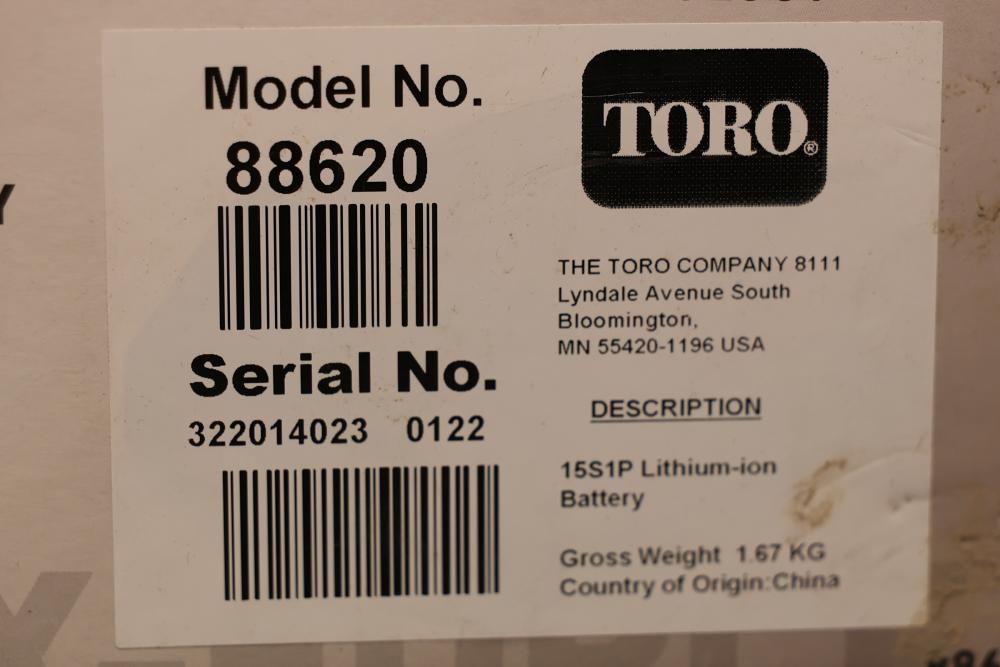 Model No.
88620
Serial No.
322014023 0122
TORO®
THE TORO COMPANY 8111
Lyndale Avenue South
Bloomington,
MN 55420-1196 USA
DESCRIPTION
15S1P Lithium-ion
Battery
Gross Weight 1.67 KG
Country of Origin:China